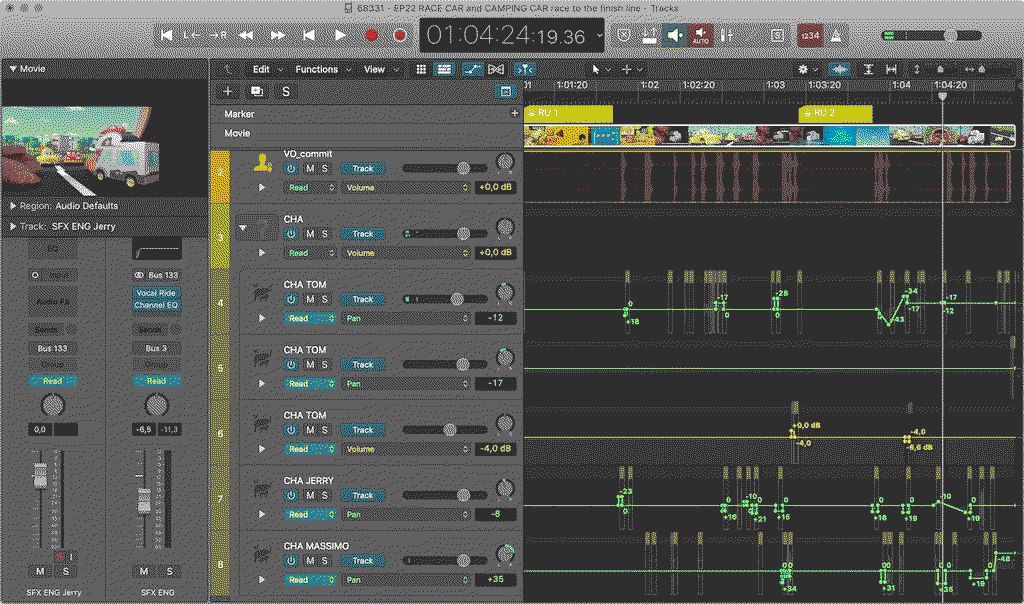 68331 - EP22 RACE CAR and CAMPING CAR race to the finish line - Tracks
01:04:24:19.36
AUTO
S
1234
Movie
Edit
Functions
View
1:01:20
1:02
1:02:20
1:03
1:03:20
1:04
1:04:20
S
Marker
RU 1
RU 2
Movie
VO_commit
M S
Track
Read
Volume
+0,0 dB
Region: Audio Defaults
Track: SFX ENG Jerry
3
CHA
M S
Track
Read
Volume
+0,0 dB
EQ
Input
Bus 133
Audio FX
Vocal Ride
Channel EQ
Sends
Sends
Bus 133
Bus 3
Group
Group
Read
Read
0,0
-6,5
-11,3
4
CHA TOM
M S
Track
Read
Pan
-12
0
+18
-17
0
-28
0
-34
-17
-43
-17
-12
5
CHA TOM
M S
Track
Read
Pan
-17
6
CHA TOM
M S
Track
Read
Volume
-4,0 dB
+0,0 dB
-4,0
-4,0
-6,6 dB
7
CHA JERRY
M S
Track
Read
Pan
-8
-23
0
0
+16
-10
0
+21
0
+16
0
+18
0
+19
-10
0
+19
8
CHA MASSIMO
M S
Track
Read
Pan
+35
0
+34
00
+31
0
+36
+19
-46
R I
M S
M S
SFX ENG Jerry
SFX ENG